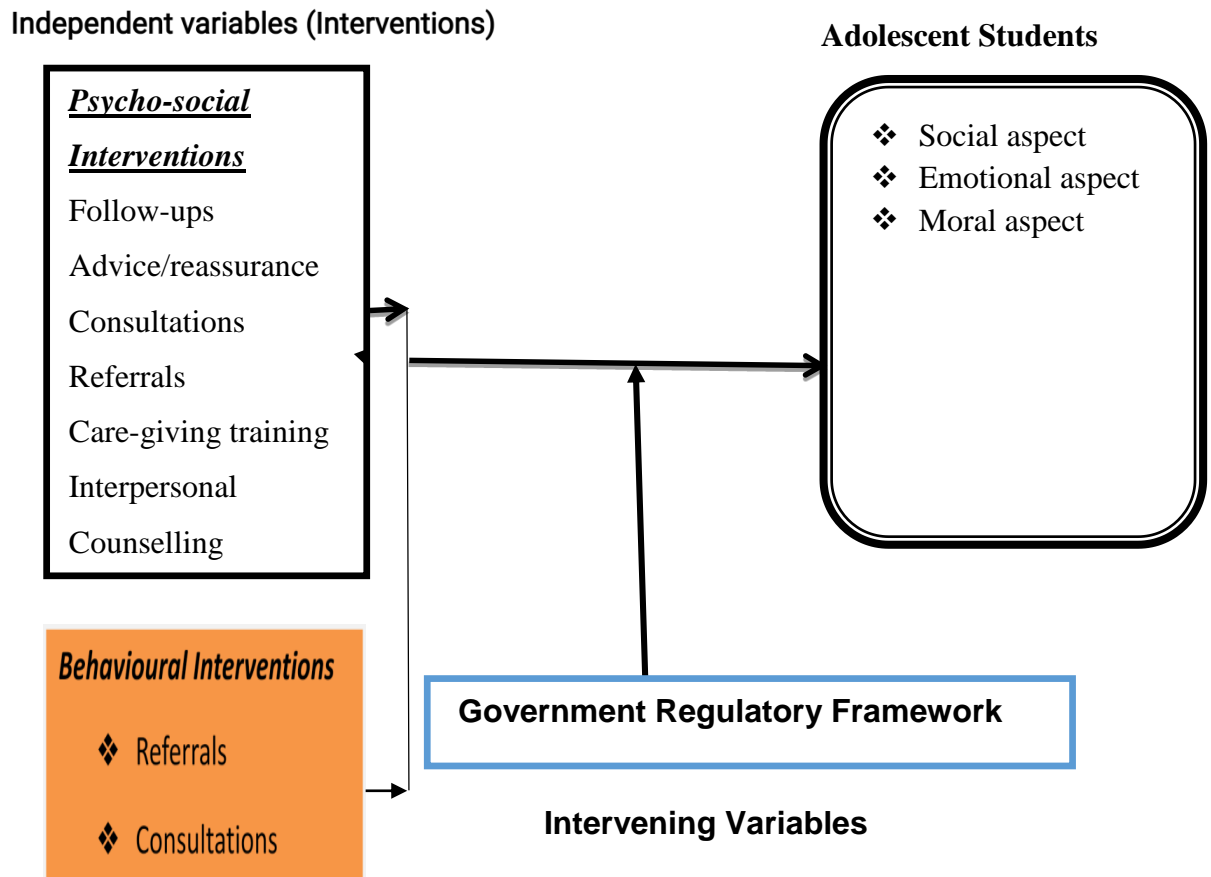 Independent variables (Interventions)
Adolescent Students
Psycho-social
Interventions
Follow-ups
Advice/reassurance
Consultations
Referrals
Care-giving training
Interpersonal
Counselling
❖ Social aspect
❖ Emotional aspect
❖ Moral aspect
Behavioural Interventions
❖ Referrals
❖ Consultations
Government Regulatory Framework
Intervening Variables